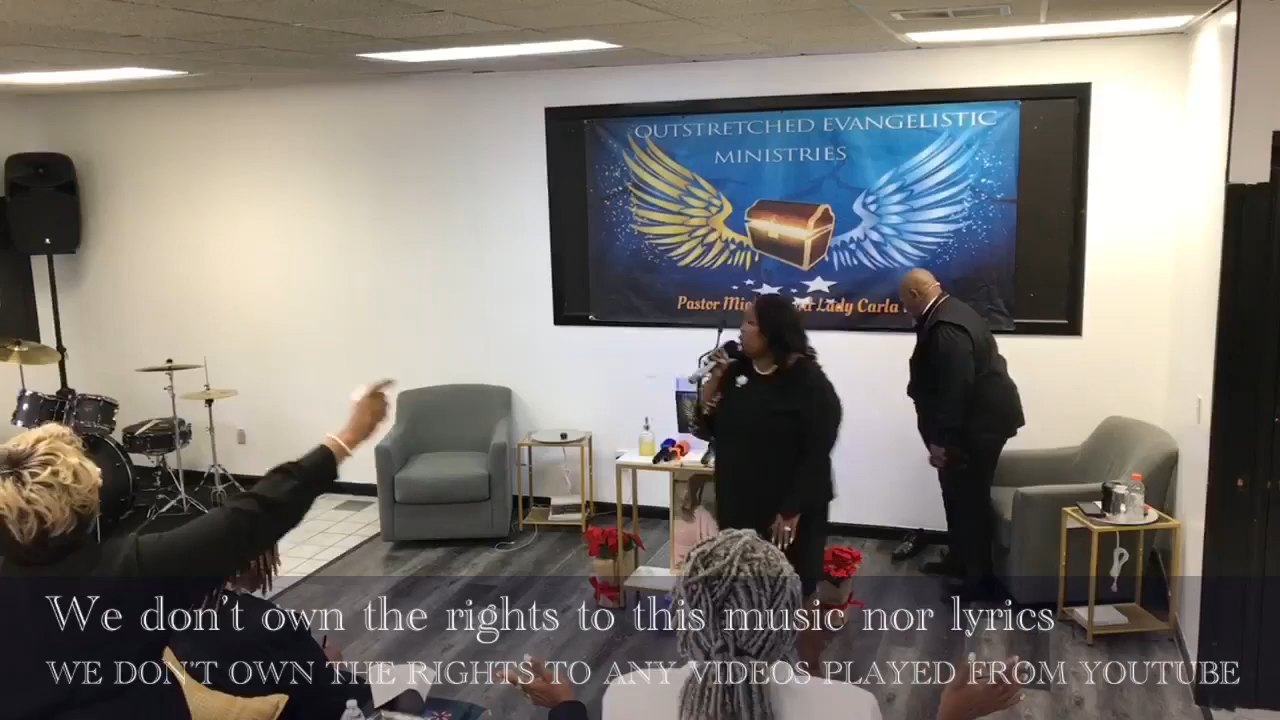 OUTSTRETCHED EVANGELISTIC
MINISTRIES
Pastor Lady Carla
We don't own the rights to this music nor lyrics
WE DON'T OWN THE RIGHTS TO ANY VIDEOS PLAYED FROM YOUTUBE